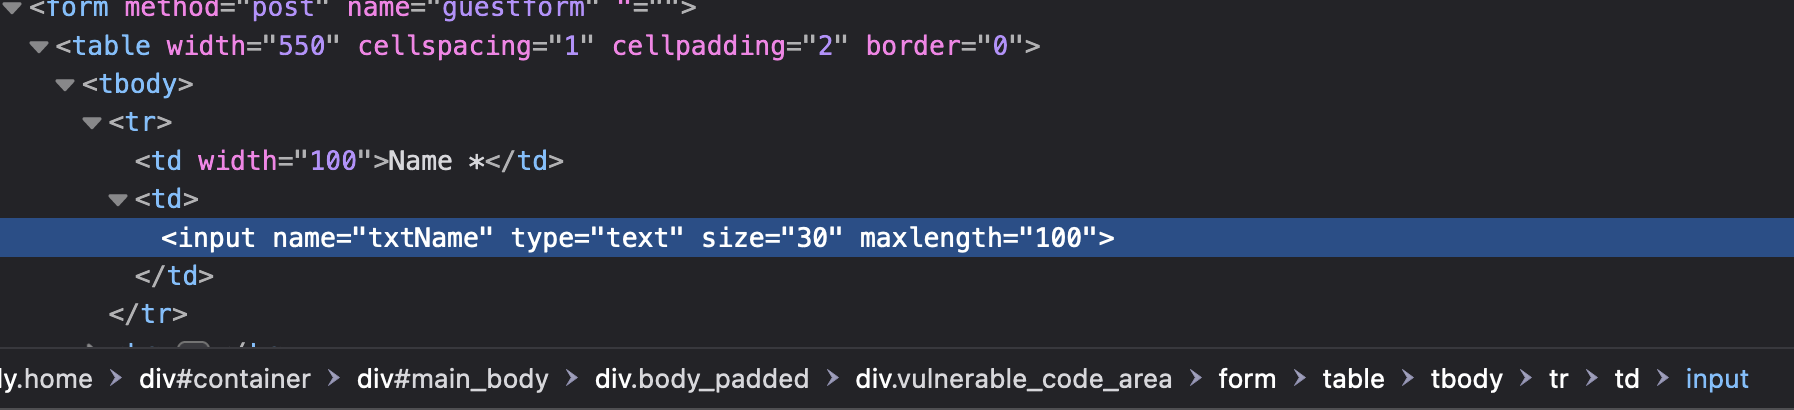 <form method="post" name="guestform" "="">
<table width="550" cellspacing="1" cellpadding="2" border="0">
<tbody>
<tr>
<td width="100">Name *</td>
<td>
<input name="txtName" type="text" size="30" maxlength="100">
</td>
</tr>
ly.home > div#container > div#main_body > div.body_padded > div.vulnerable_code_area > form > table > tbody > tr > td > input